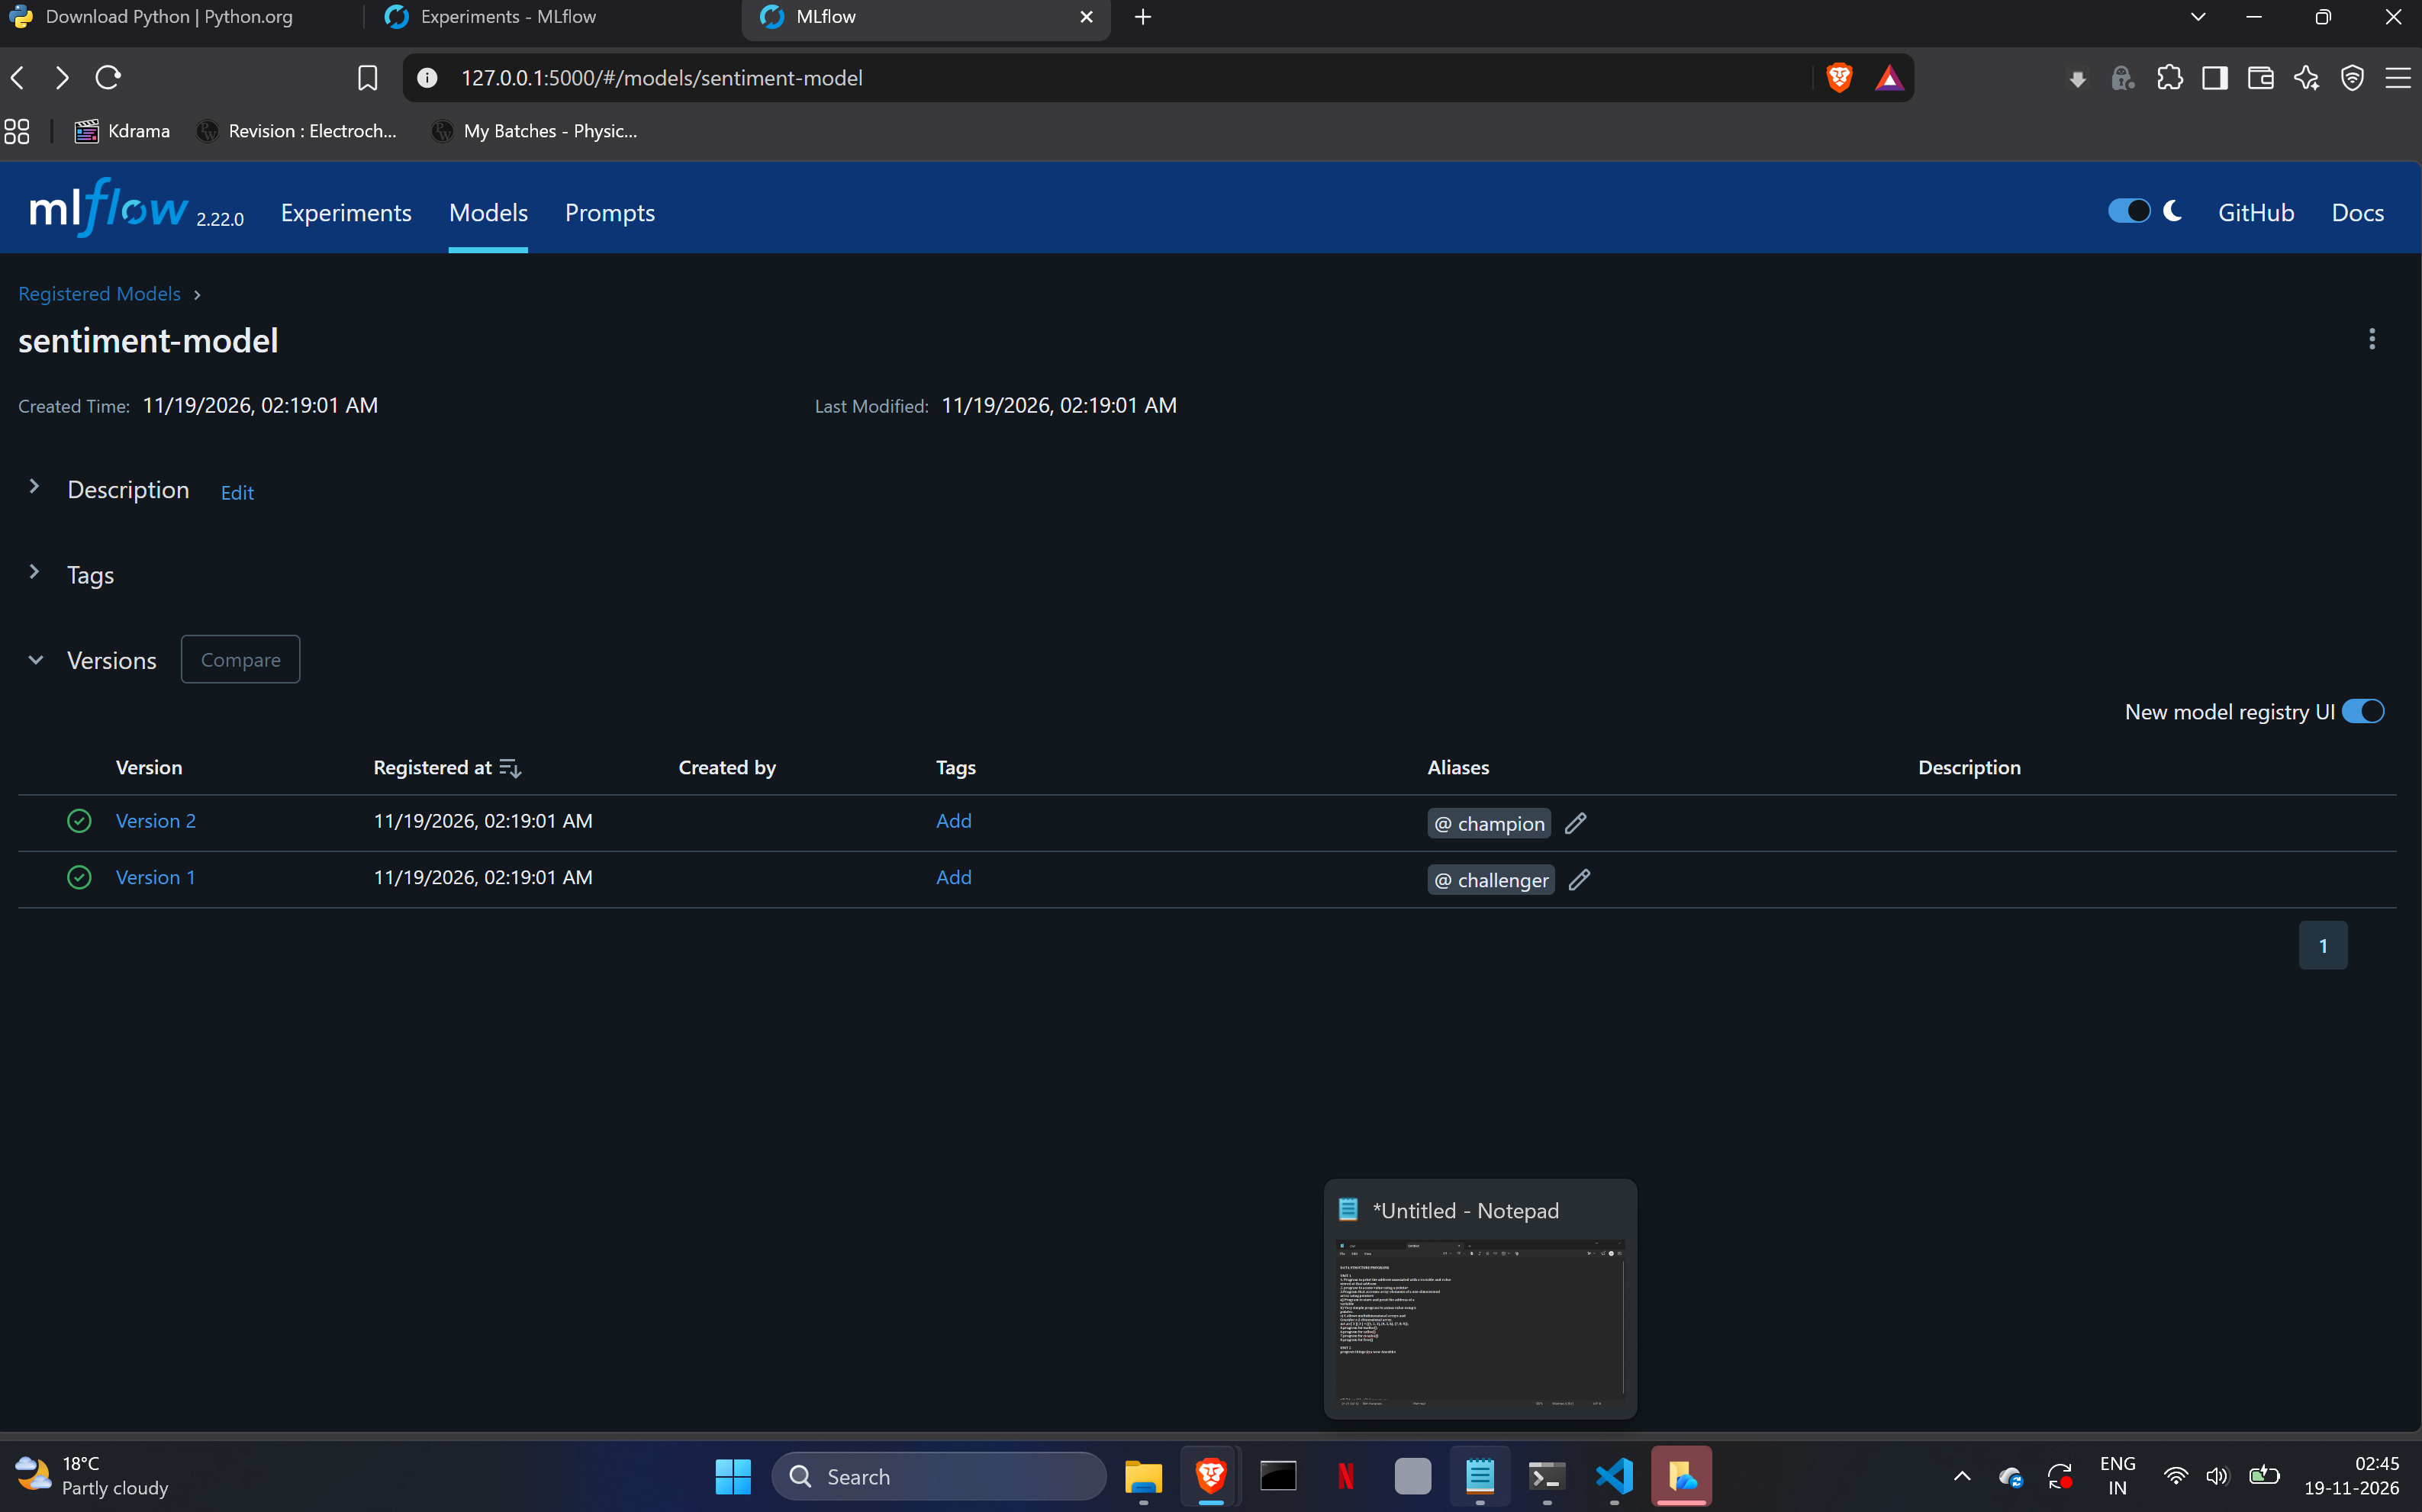 Download Python | Python.org
Experiments - MLflow
MLflow
127.0.0.1:5000/#/models/sentiment-model
Kdrama
Revision : Electroch...
My Batches - Physic...
mlflow 2.22.0
Experiments
Models
Prompts
GitHub
Docs
Registered Models
sentiment-model
Created Time: 11/19/2026, 02:19:01 AM
Last Modified: 11/19/2026, 02:19:01 AM
Description Edit
Tags
Versions Compare
New model registry UI
Version Registered at Created by Tags Aliases Description
Version 2 11/19/2026, 02:19:01 AM Add @ champion
Version 1 11/19/2026, 02:19:01 AM Add @ challenger
1
*Untitled - Notepad
18°C
Partly cloudy
Search
ENG
IN
02:45
19-11-2026